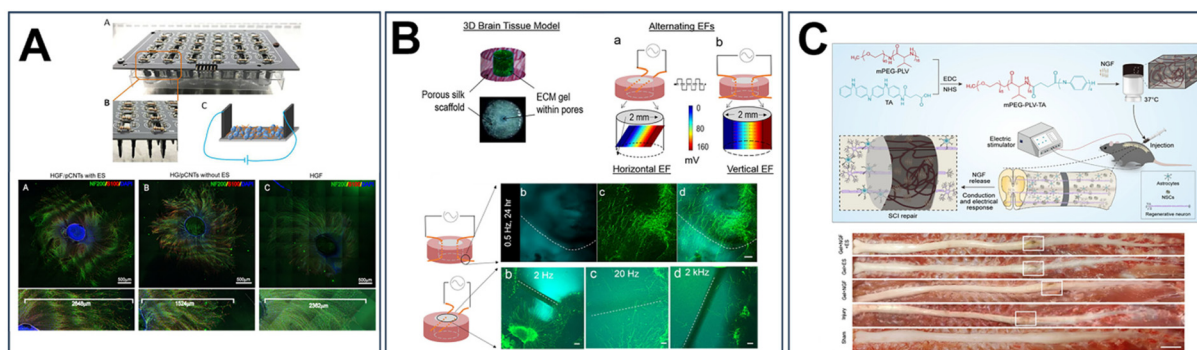 A
A
B
C
HGF/pCNTs with ES
HG/pCNTs without ES
HGF
A
B
C
500μm
500μm
500μm
2648μm
1524μm
2362μm
B
3D Brain Tissue Model
Porous silk scaffold
ECM gel within pores
Alternating EFs
a
b
2 mm
2 mm
0
80
160
mV
Horizontal EF
Vertical EF
0.5 Hz, 24 hr
b
c
d
b
2 Hz
c
20 Hz
d
2 kHz
C
mPEG-PLV
TA
EDC
NHS
mPEG-PLV-TA
NGF
37°C
Electric stimulator
Injection
NGF release
Conduction and electrical response
SCI repair
Astrocytes
NSCs
Regenerative neuron
Gel+NGF+ES
Gel+ES
Gel+NGF
Injury
Sham